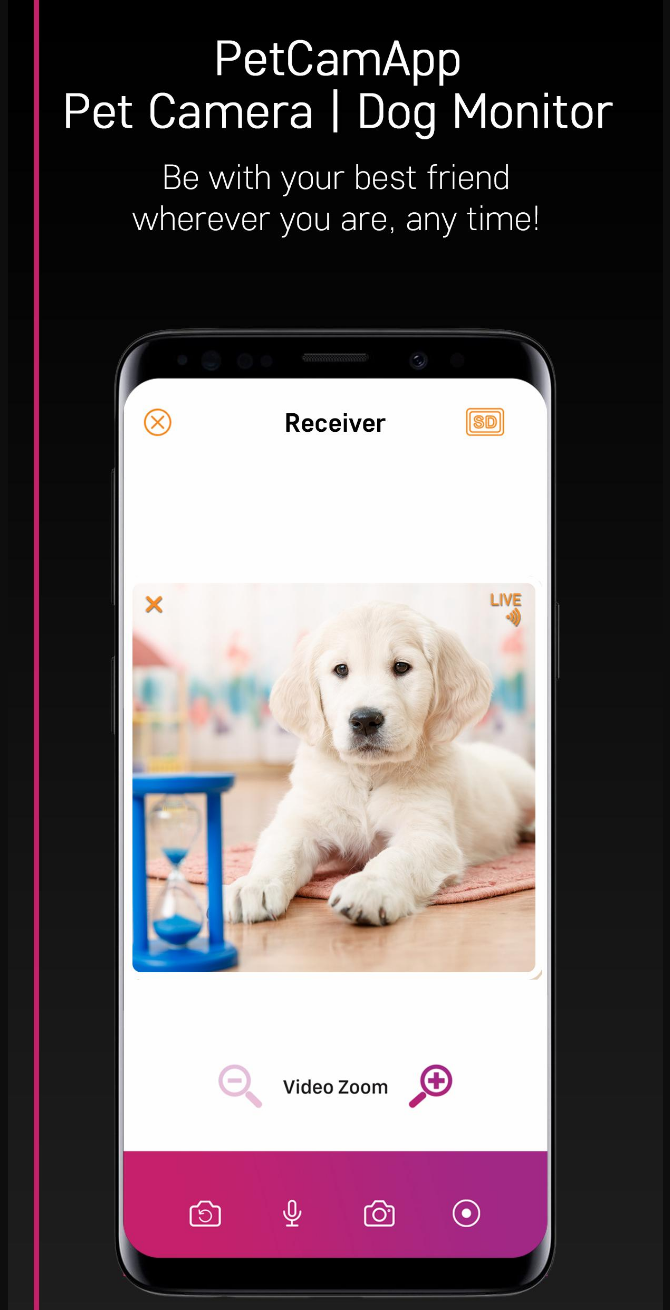 PetCamApp
Pet Camera | Dog Monitor
Be with your best friend
wherever you are, any time!
Receiver
SD
LIVE
Video Zoom